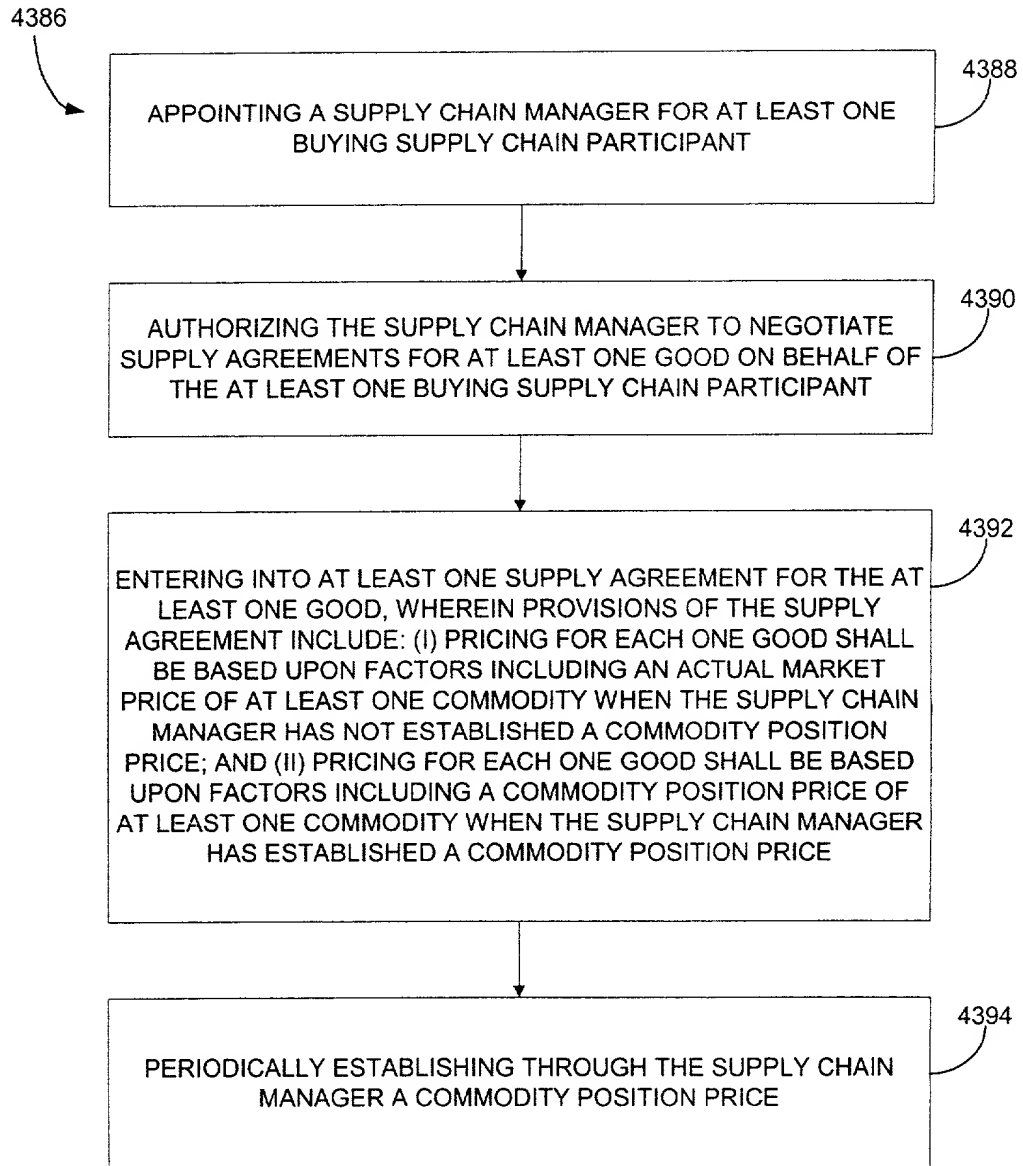 4386
4388
APPOINTING A SUPPLY CHAIN MANAGER FOR AT LEAST ONE
BUYING SUPPLY CHAIN PARTICIPANT
4390
AUTHORIZING THE SUPPLY CHAIN MANAGER TO NEGOTIATE
SUPPLY AGREEMENTS FOR AT LEAST ONE GOOD ON BEHALF OF
THE AT LEAST ONE BUYING SUPPLY CHAIN PARTICIPANT
4392
ENTERING INTO AT LEAST ONE SUPPLY AGREEMENT FOR THE AT
LEAST ONE GOOD, WHEREIN PROVISIONS OF THE SUPPLY
AGREEMENT INCLUDE: (I) PRICING FOR EACH ONE GOOD SHALL
BE BASED UPON FACTORS INCLUDING AN ACTUAL MARKET
PRICE OF AT LEAST ONE COMMODITY WHEN THE SUPPLY CHAIN
MANAGER HAS NOT ESTABLISHED A COMMODITY POSITION
PRICE; AND (II) PRICING FOR EACH ONE GOOD SHALL BE BASED
UPON FACTORS INCLUDING A COMMODITY POSITION PRICE OF
AT LEAST ONE COMMODITY WHEN THE SUPPLY CHAIN MANAGER
HAS ESTABLISHED A COMMODITY POSITION PRICE
4394
PERIODICALLY ESTABLISHING THROUGH THE SUPPLY CHAIN
MANAGER A COMMODITY POSITION PRICE